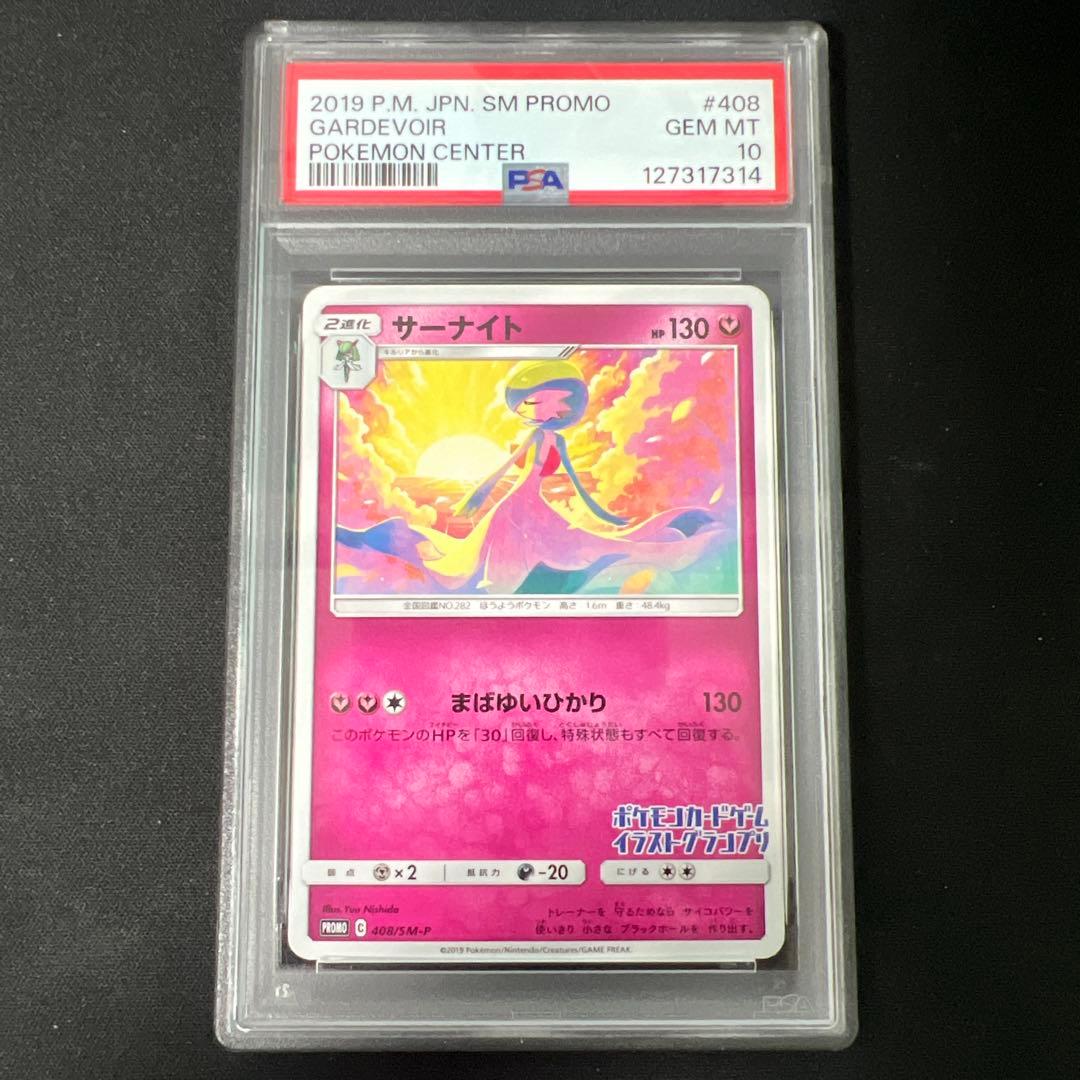 2019 P.M. JPN. SM PROMO #408
GARDEVOIR GEM MT
POKEMON CENTER 10
PSA 127317314
2進化 サーナイト HP 130
キルリアから進化
全国図鑑NO.282 ほうようポケモン 高さ:1.6m 重さ:48.4kg
まばゆいひかり 130
このポケモンのHPを「30」回復し、特殊状態もすべて回復する。
ポケモンカードゲーム
イラストグランプリ
弱点 ×2 抵抗力 -20 にげる
Illus. Yuu Nishida
トレーナーを 守るためなら サイコパワーを
使いきり 小さな ブラックホールを 作り出す。
PROMO C 408/SM-P
©2019 Pokémon/Nintendo/Creatures/GAME FREAK.
PSA